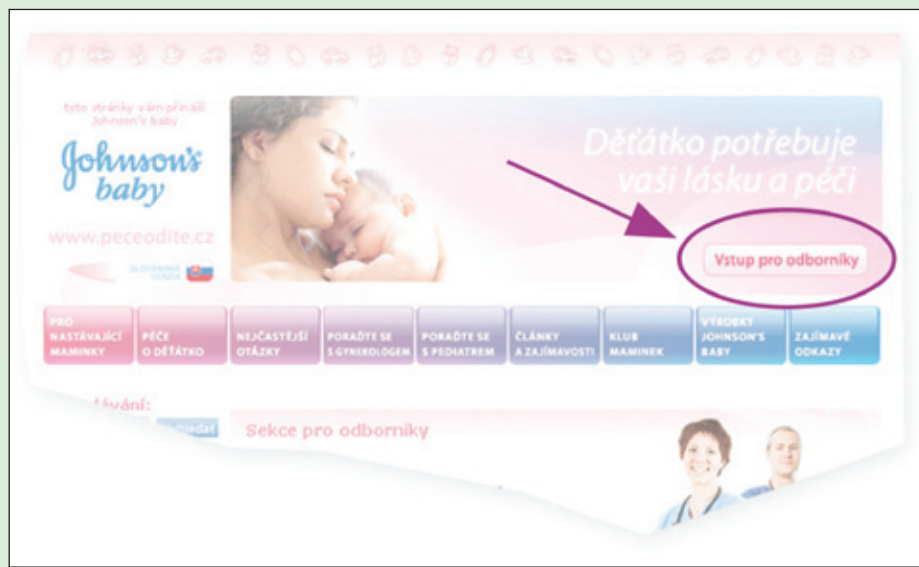 tyto stránky vám přináší
Johnson's baby
Johnson's
baby
www.peceodite.cz
SLOVENSKÁ
VERZIA
Děťátko potřebuje
vaši lásku a péči
Vstup pro odborníky
PRO
NASTÁVAJÍCÍ
MAMINKY
PÉČE
O DĚŤÁTKO
NEJČASTĚJŠÍ
OTÁZKY
PORAĎTE SE
S GYNEKOLOGEM
PORAĎTE SE
S PEDIATREM
ČLÁNKY
A ZAJÍMAVOSTI
KLUB
MAMINEK
VÝROBKY
JOHNSON'S
BABY
ZAJÍMAVÉ
ODKAZY
Sekce pro odborníky